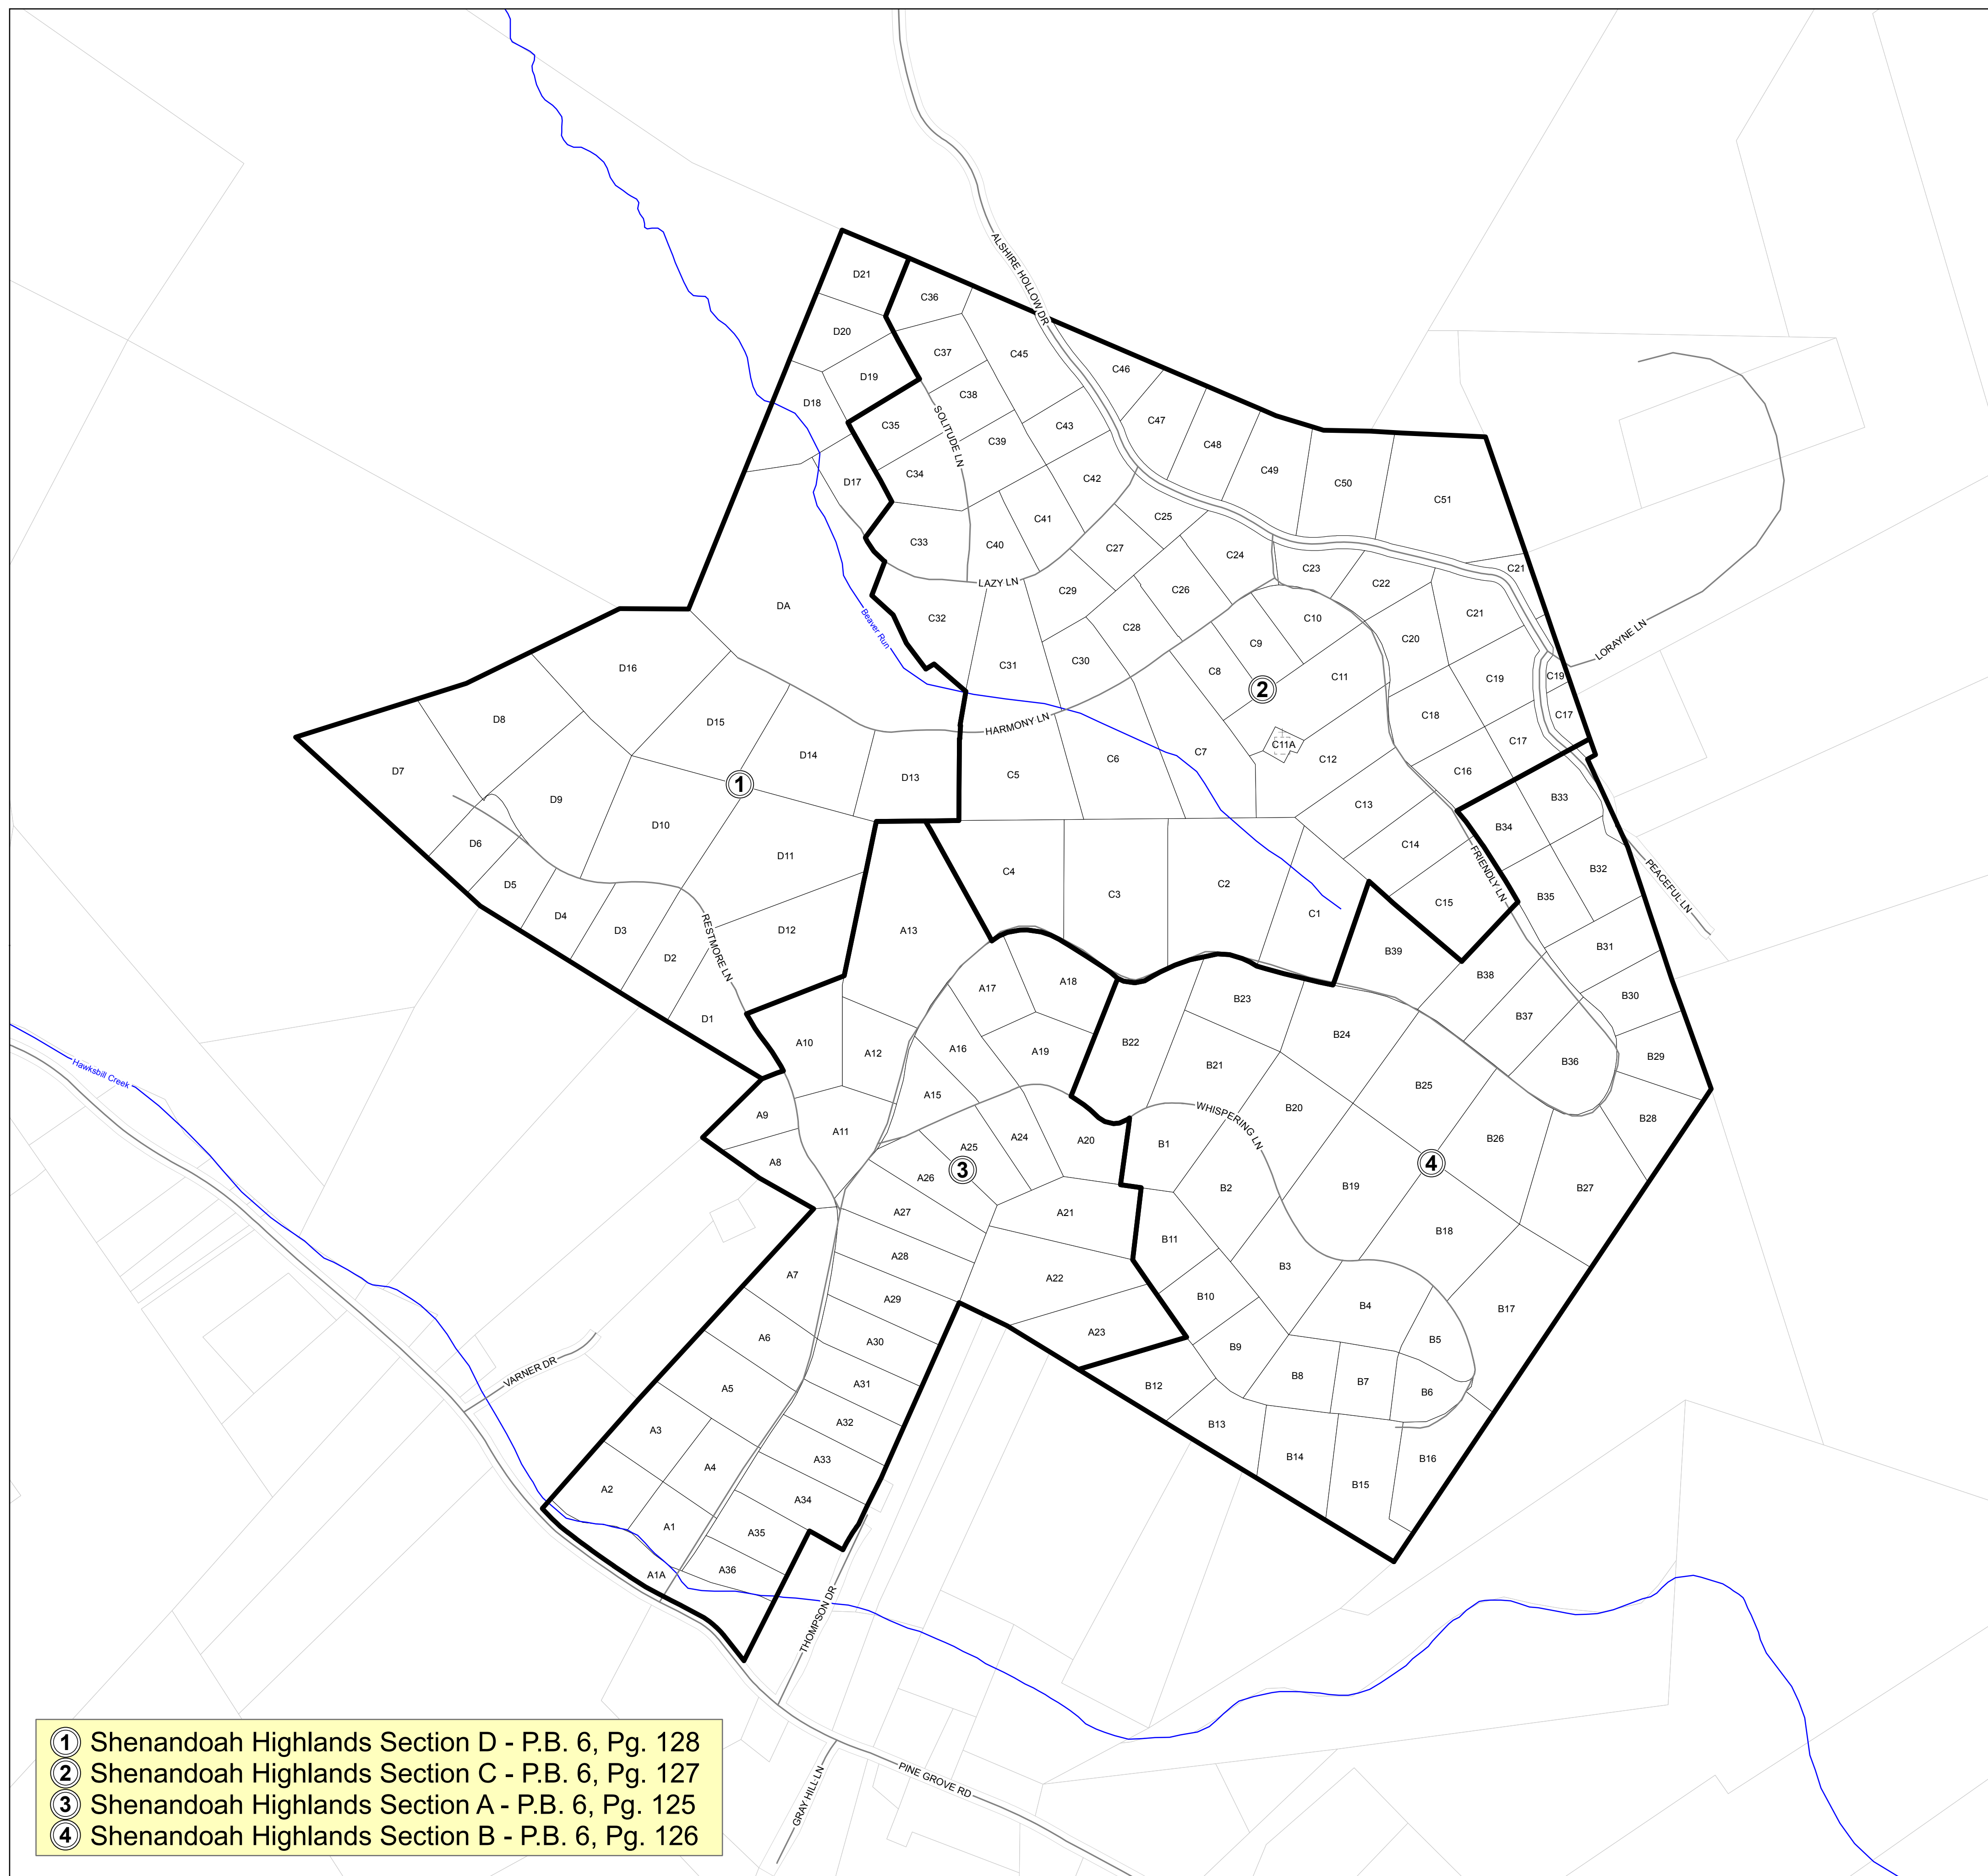 ALSHIRE HOLLOW DR
D21
C36
D20
C37
C45
D19
C46
C38
D18
C47
C35
SOLITUDE LN
C43
C39
C48
C34
C49
D17
C42
C50
C51
C25
C41
C33
C40
C27
C24
C23
C21
LAZY LN
C22
C29
C26
DA
Beaver Run
C32
C28
C10
C21
C9
C20
LORAYNE LN
D16
C31
C30
C8
C11
C19
C19
2
D8
D15
HARMONY LN
C18
C17
C17
D14
C11A
C7
C6
C12
D7
D13
C5
C16
1
D9
B33
C13
D10
B34
D6
C14
D11
FRIENDLY LN
B32
PEACEFUL LN
C4
D5
C3
C2
B35
C15
D4
C1
D3
RESTMORE LN
D12
A13
B31
B39
D2
A18
B38
A17
B23
B30
D1
B37
B24
A10
B22
A16
A12
A19
B29
B36
B21
Hawksbill Creek
B25
A15
B20
A9
WHISPERING LN
B28
A11
A24
A20
B1
B26
A25
A8
3
4
A26
B2
B19
B27
A27
A21
B18
B11
A28
A7
A22
B3
A29
B10
B4
B17
A6
A30
A23
B5
B9
VARNER DR
A31
B12
B8
B7
A5
B6
A32
A3
B13
A33
A4
B14
B16
A2
B15
A34
A1
A35
A36
A1A
THOMPSON DR
PINE GROVE RD
GRAY HILL LN
1 Shenandoah Highlands Section D - P.B. 6, Pg. 128
2 Shenandoah Highlands Section C - P.B. 6, Pg. 127
3 Shenandoah Highlands Section A - P.B. 6, Pg. 125
4 Shenandoah Highlands Section B - P.B. 6, Pg. 126